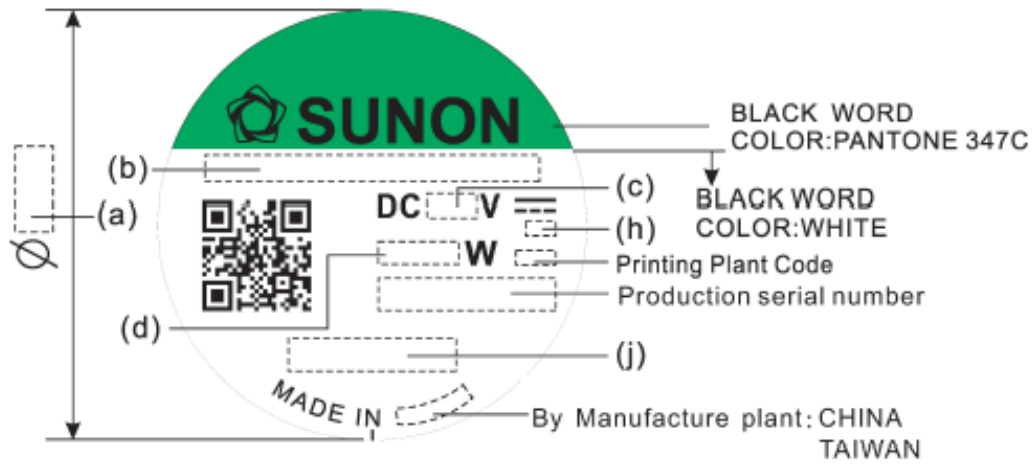 SUNON
BLACK WORD
COLOR:PANTONE 347C
(b)
(c)
(a)
DC V
BLACK WORD
COLOR:WHITE
(h)
Ø
W
Printing Plant Code
Production serial number
(d)
(j)
MADE IN
By Manufacture plant: CHINA
TAIWAN